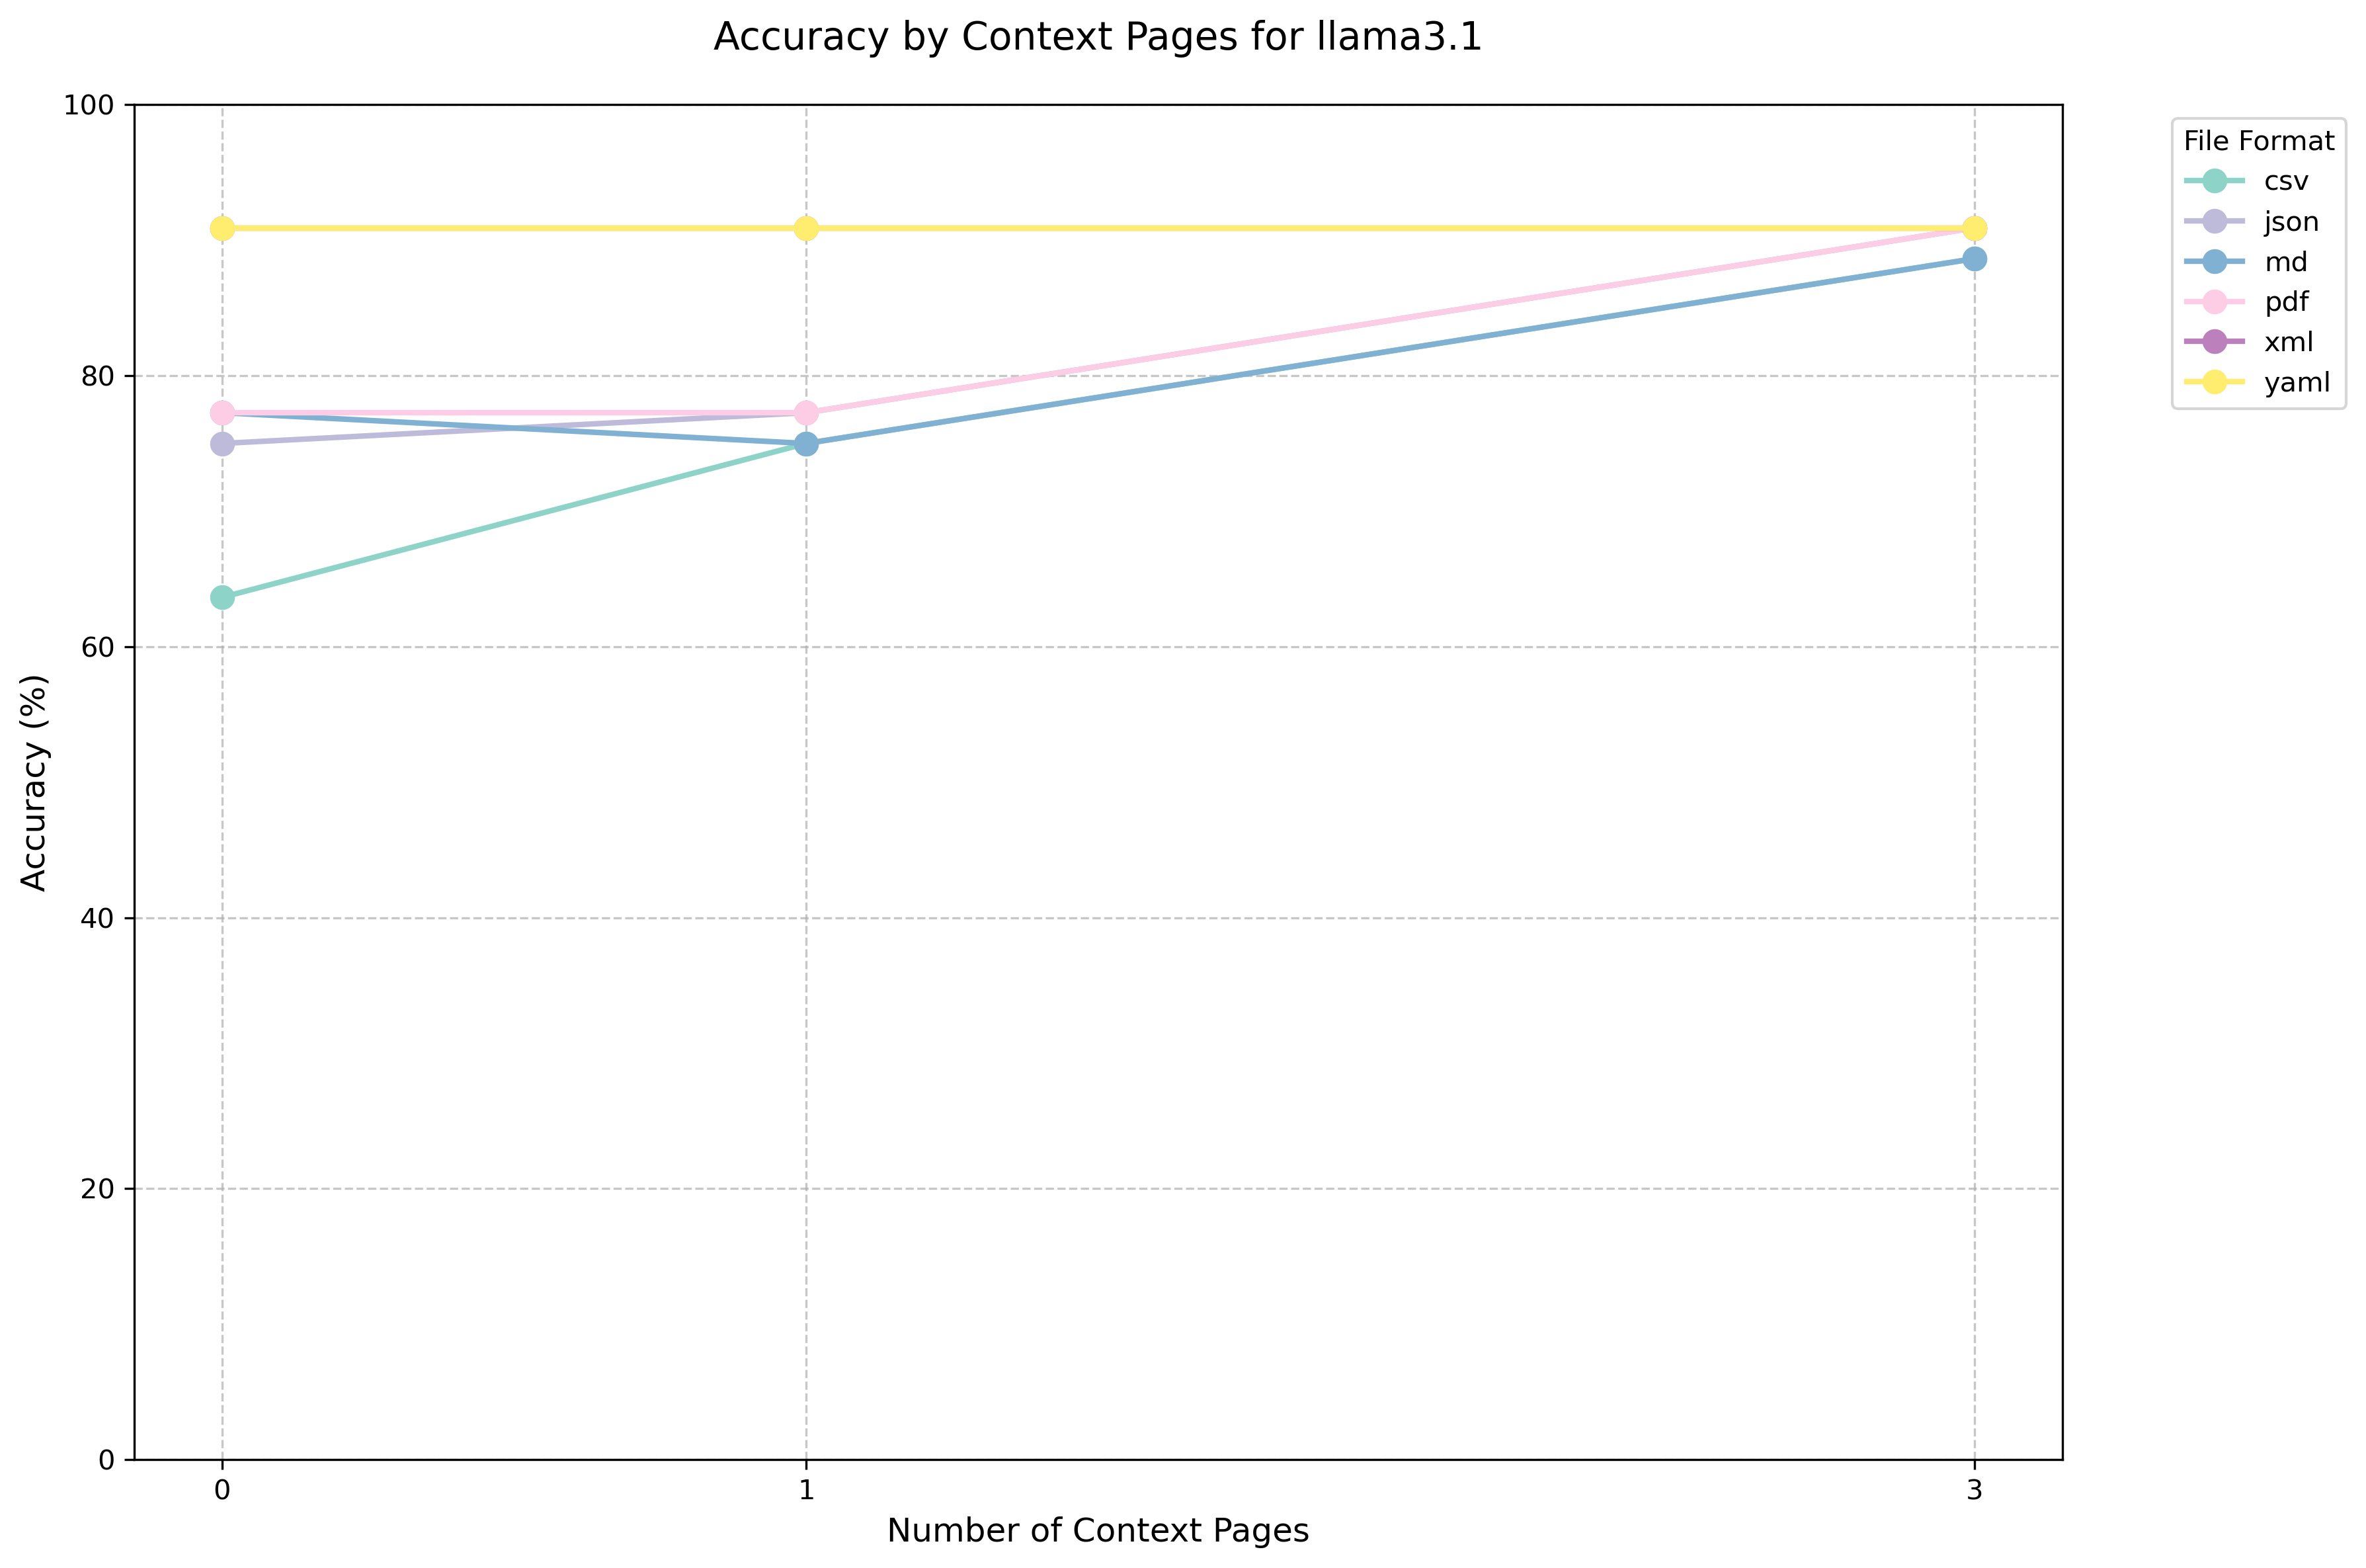 Accuracy by Context Pages for llama3.1
100
80
60
40
20
0
Accuracy (%)
0
1
3
Number of Context Pages
File Format
csv
json
md
pdf
xml
yaml